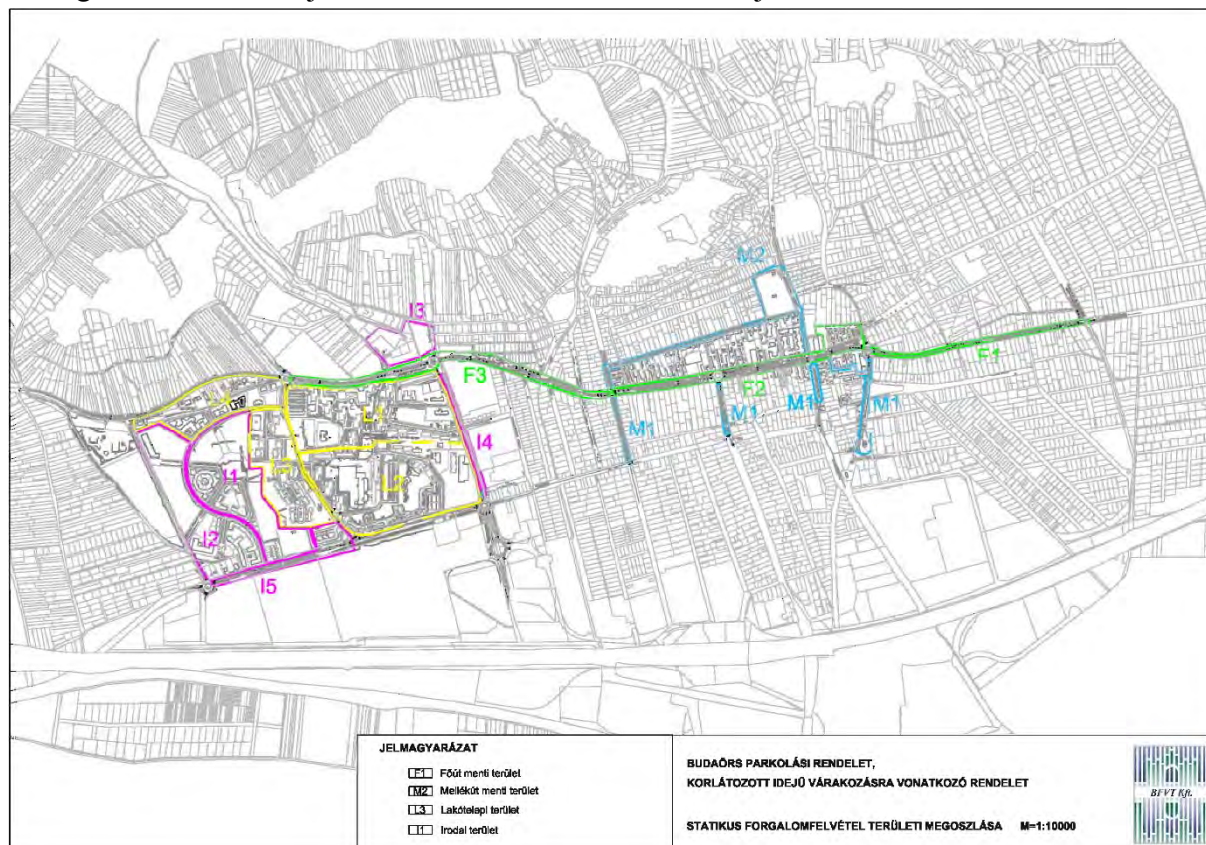 M2
I3
F1
F3
F2
L1
M1
M1
M1
I4
M1
I1
L2
I2
I5
JELMAGYARÁZAT
F1 Főút menti terület
M2 Mellékút menti terület
L3 Lakótelepi terület
I1 Irodai terület
BUDAÖRS PARKOLÁSI RENDELET,
KORLÁTOZOTT IDEJŰ VÁRAKOZÁSRA VONATKOZÓ RENDELET
STATIKUS FORGALOMFELVÉTEL TERÜLETI MEGOSZLÁSA M=1:10000
BFVT Kft.